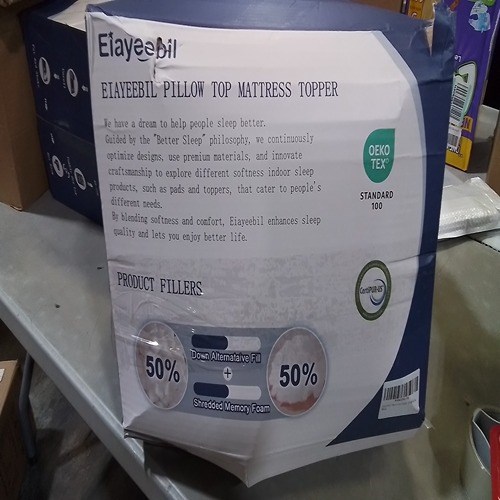 Eiayeebil
EIAYEEBIL PILLOW TOP MATTRESS TOPPER
We have a dream to help people sleep better.
Guided by the "Better Sleep" philosophy, we continuously
optimize designs, use premium materials, and innovate
craftsmanship to explore different softness indoor sleep
products, such as pads and toppers, that cater to people's
different needs.
By blending softness and comfort, Eiayeebil enhances sleep
quality and lets you enjoy better life.
OEKO
TEX®
STANDARD
100
CertiPUR-US
PRODUCT FILLERS
50%
Down Alternataive Fill
+
Shredded Memory Foam
50%